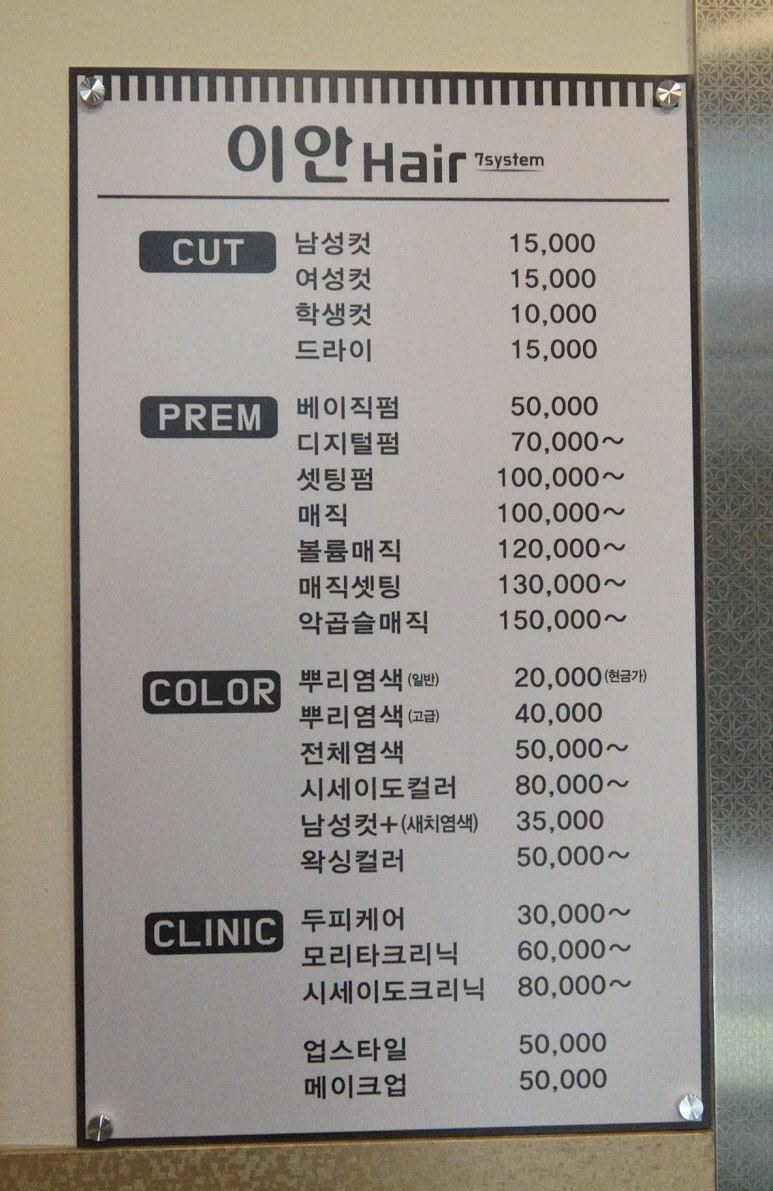 이안 Hair 7system
CUT 남성컷 15,000
여성컷 15,000
학생컷 10,000
드라이 15,000
PREM 베이직펌 50,000
디지털펌 70,000~
셋팅펌 100,000~
매직 100,000~
볼륨매직 120,000~
매직셋팅 130,000~
악곱슬매직 150,000~
COLOR 뿌리염색(일반) 20,000(현금가)
뿌리염색(고급) 40,000
전체염색 50,000~
시세이도컬러 80,000~
남성컷+(새치염색) 35,000
왁싱컬러 50,000~
CLINIC 두피케어 30,000~
모리타크리닉 60,000~
시세이도크리닉 80,000~
업스타일 50,000
메이크업 50,000